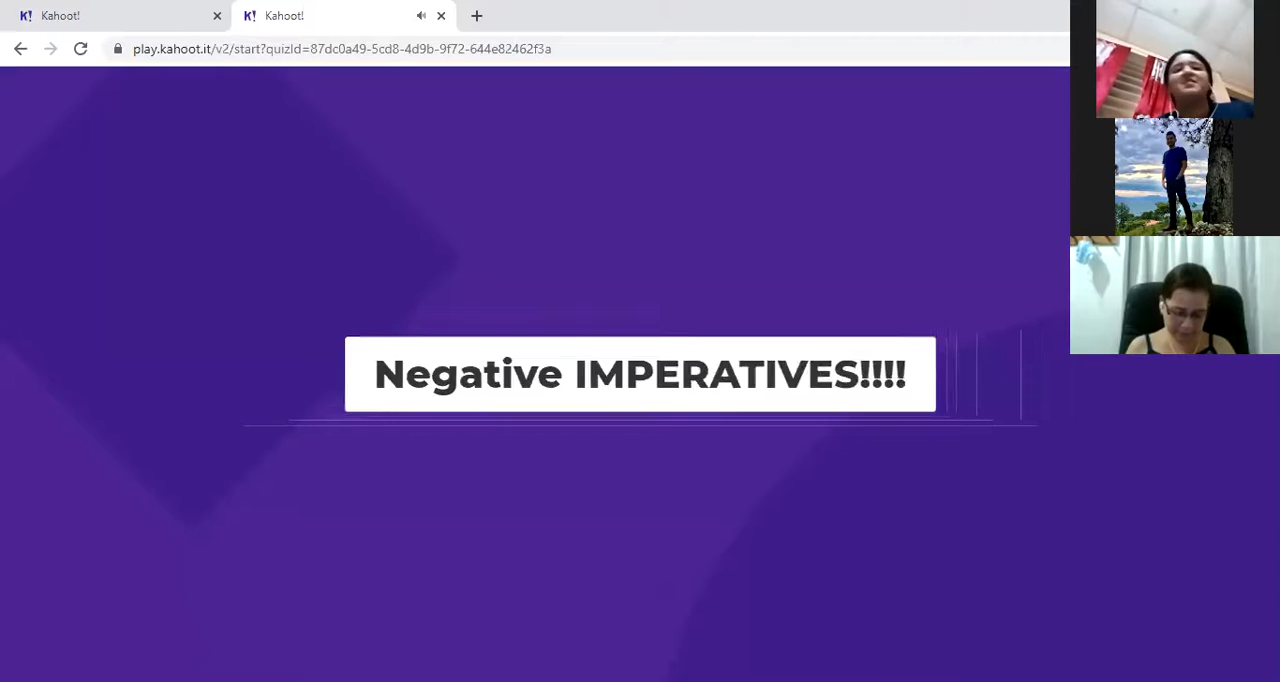 K! Kahoot!
K! Kahoot!
play.kahoot.it/v2/start?quizId=87dc0a49-5cd8-4d9b-9f72-644e82462f3a
Negative IMPERATIVES!!!!